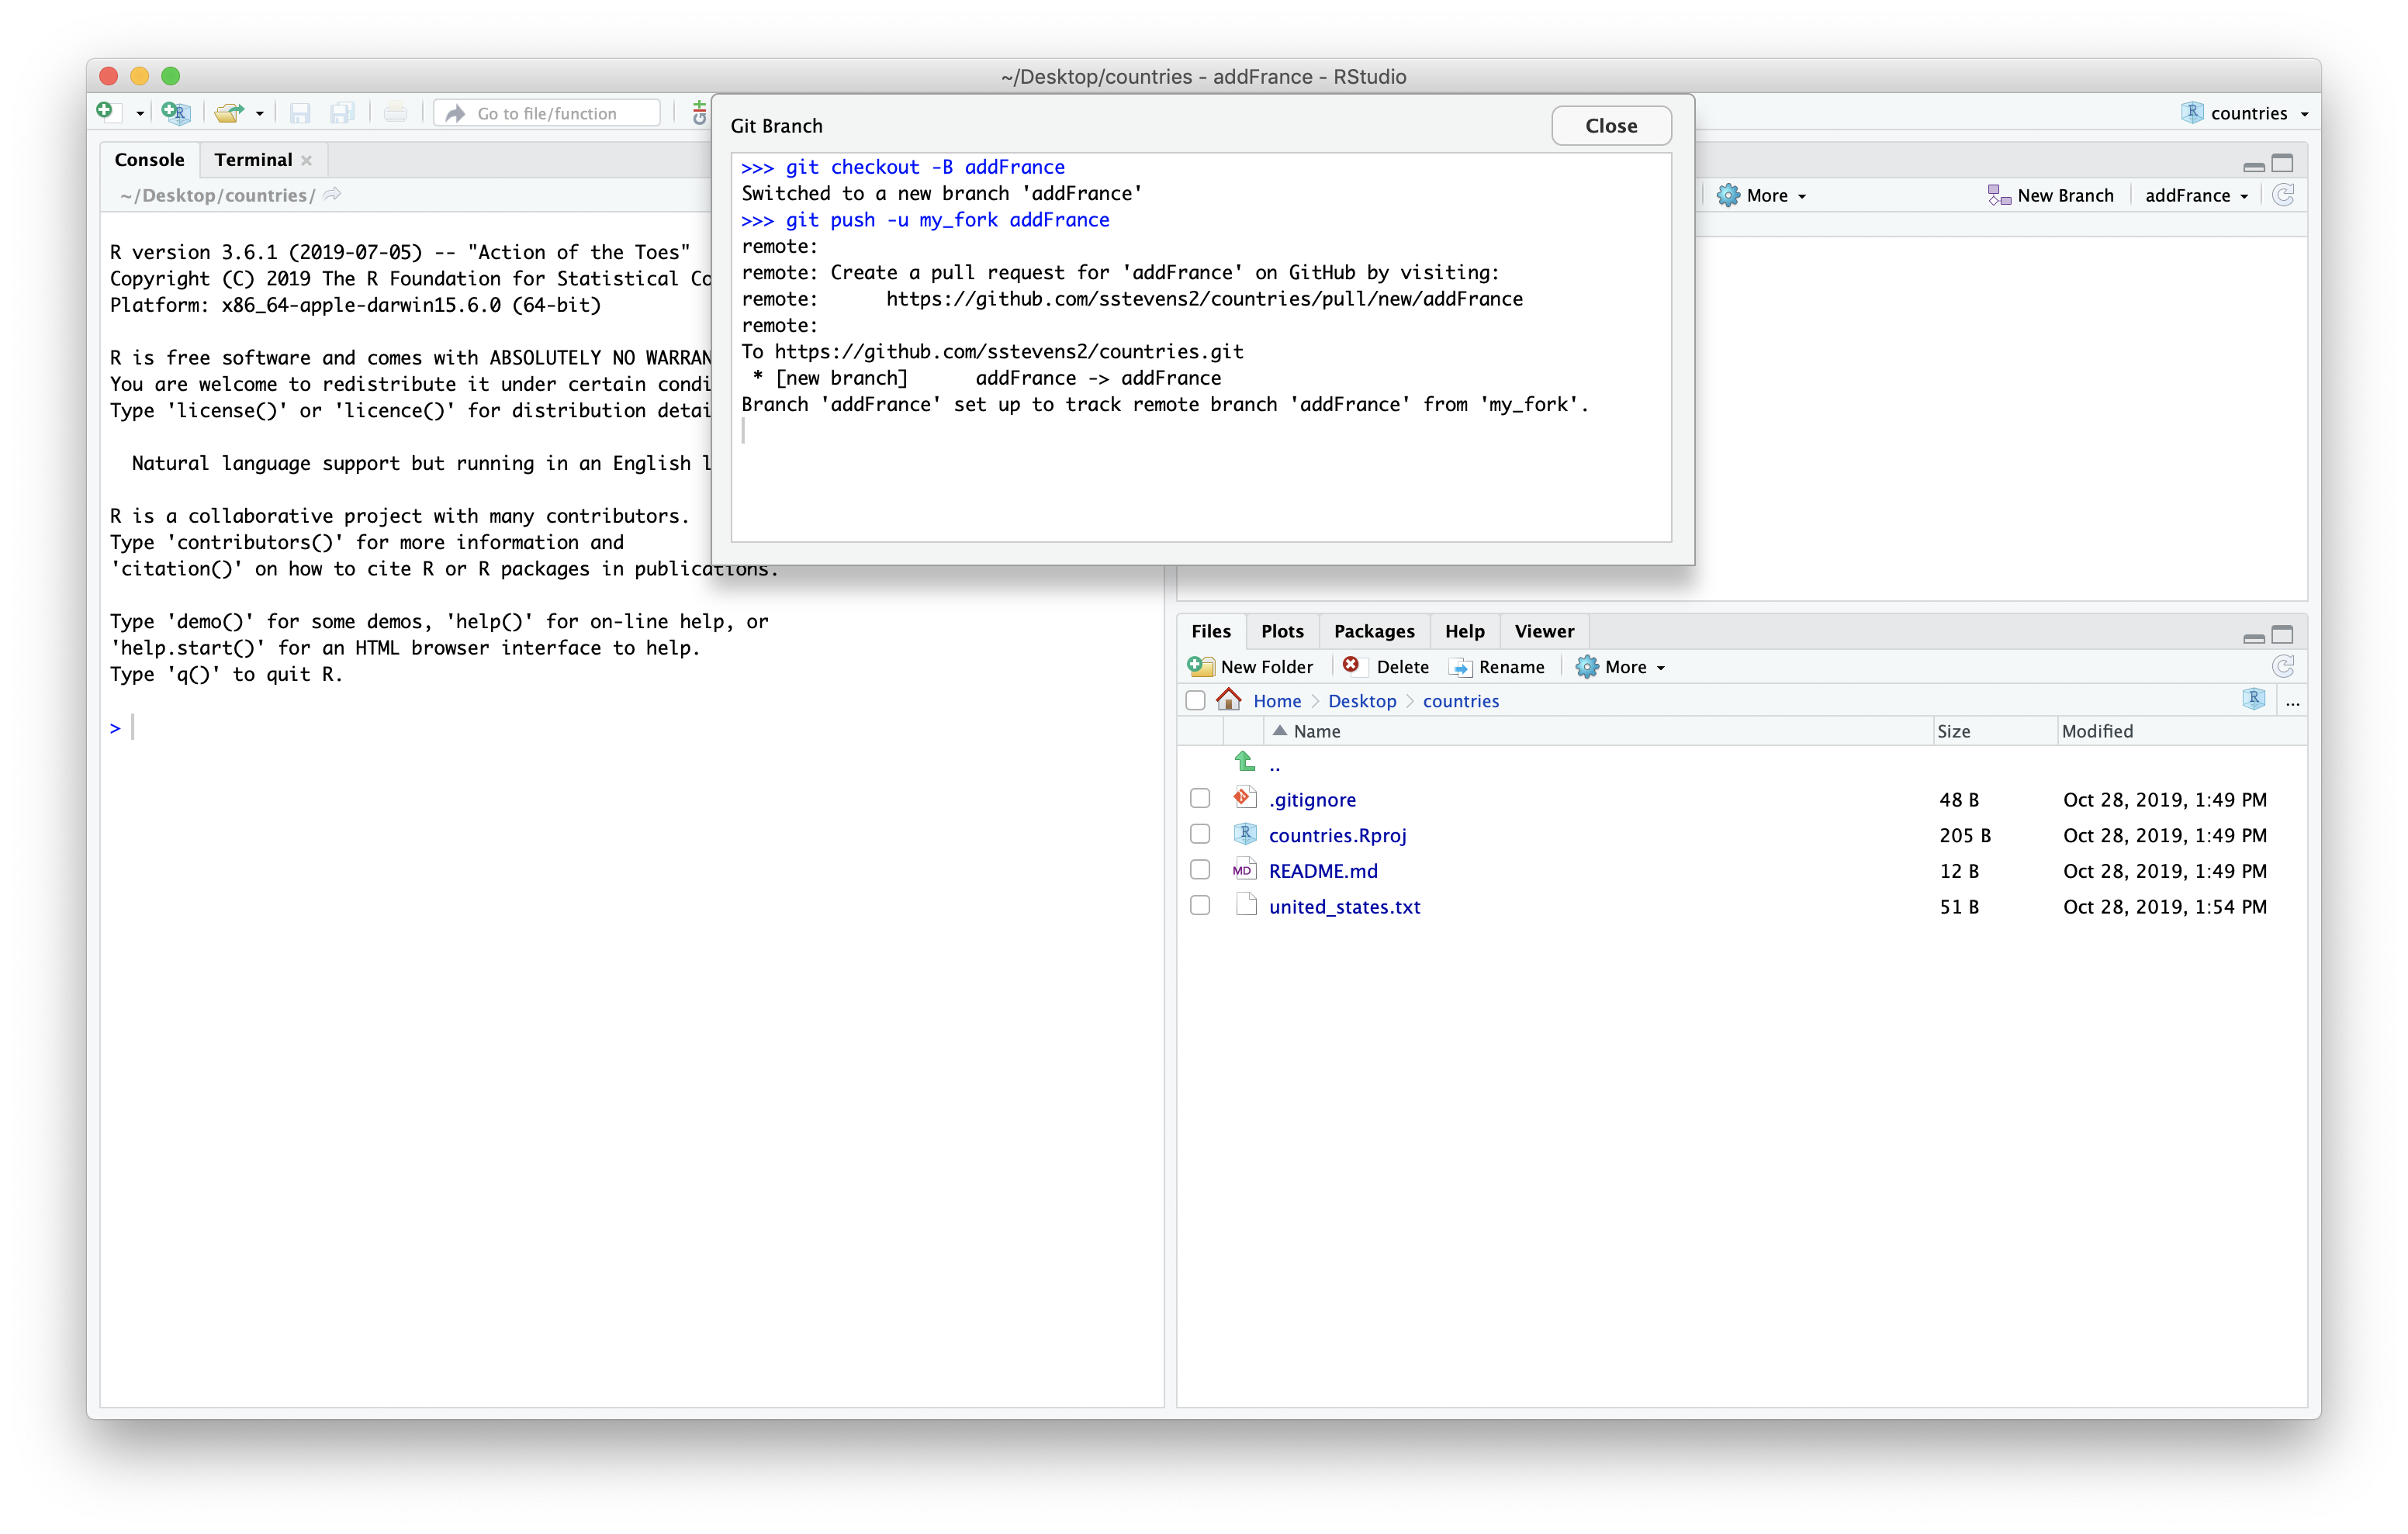 ~/Desktop/countries - addFrance - RStudio
Go to file/function
countries
Git Branch
Close
>>> git checkout -B addFrance
Switched to a new branch 'addFrance'
>>> git push -u my_fork addFrance
remote:
remote: Create a pull request for 'addFrance' on GitHub by visiting:
remote:      https://github.com/sstevens2/countries/pull/new/addFrance
remote:
To https://github.com/sstevens2/countries.git
 * [new branch]      addFrance -> addFrance
Branch 'addFrance' set up to track remote branch 'addFrance' from 'my_fork'.
Console Terminal
~/Desktop/countries/
R version 3.6.1 (2019-07-05) -- "Action of the Toes"
Copyright (C) 2019 The R Foundation for Statistical
Platform: x86_64-apple-darwin15.6.0 (64-bit)
R is free software and comes with ABSOLUTELY NO
You are welcome to redistribute it under certain
Type 'license()' or 'licence()' for distribution
Natural language support but running in an English
R is a collaborative project with many contributors.
Type 'contributors()' for more information and
'citation()' on how to cite R or R packages in publications.
Type 'demo()' for some demos, 'help()' for on-line help, or
'help.start()' for an HTML browser interface to help.
Type 'q()' to quit R.
>
More New Branch addFrance
Files Plots Packages Help Viewer
New Folder Delete Rename More
Home Desktop countries ...
Name Size Modified
..
.gitignore 48 B Oct 28, 2019, 1:49 PM
countries.Rproj 205 B Oct 28, 2019, 1:49 PM
README.md 12 B Oct 28, 2019, 1:49 PM
united_states.txt 51 B Oct 28, 2019, 1:54 PM